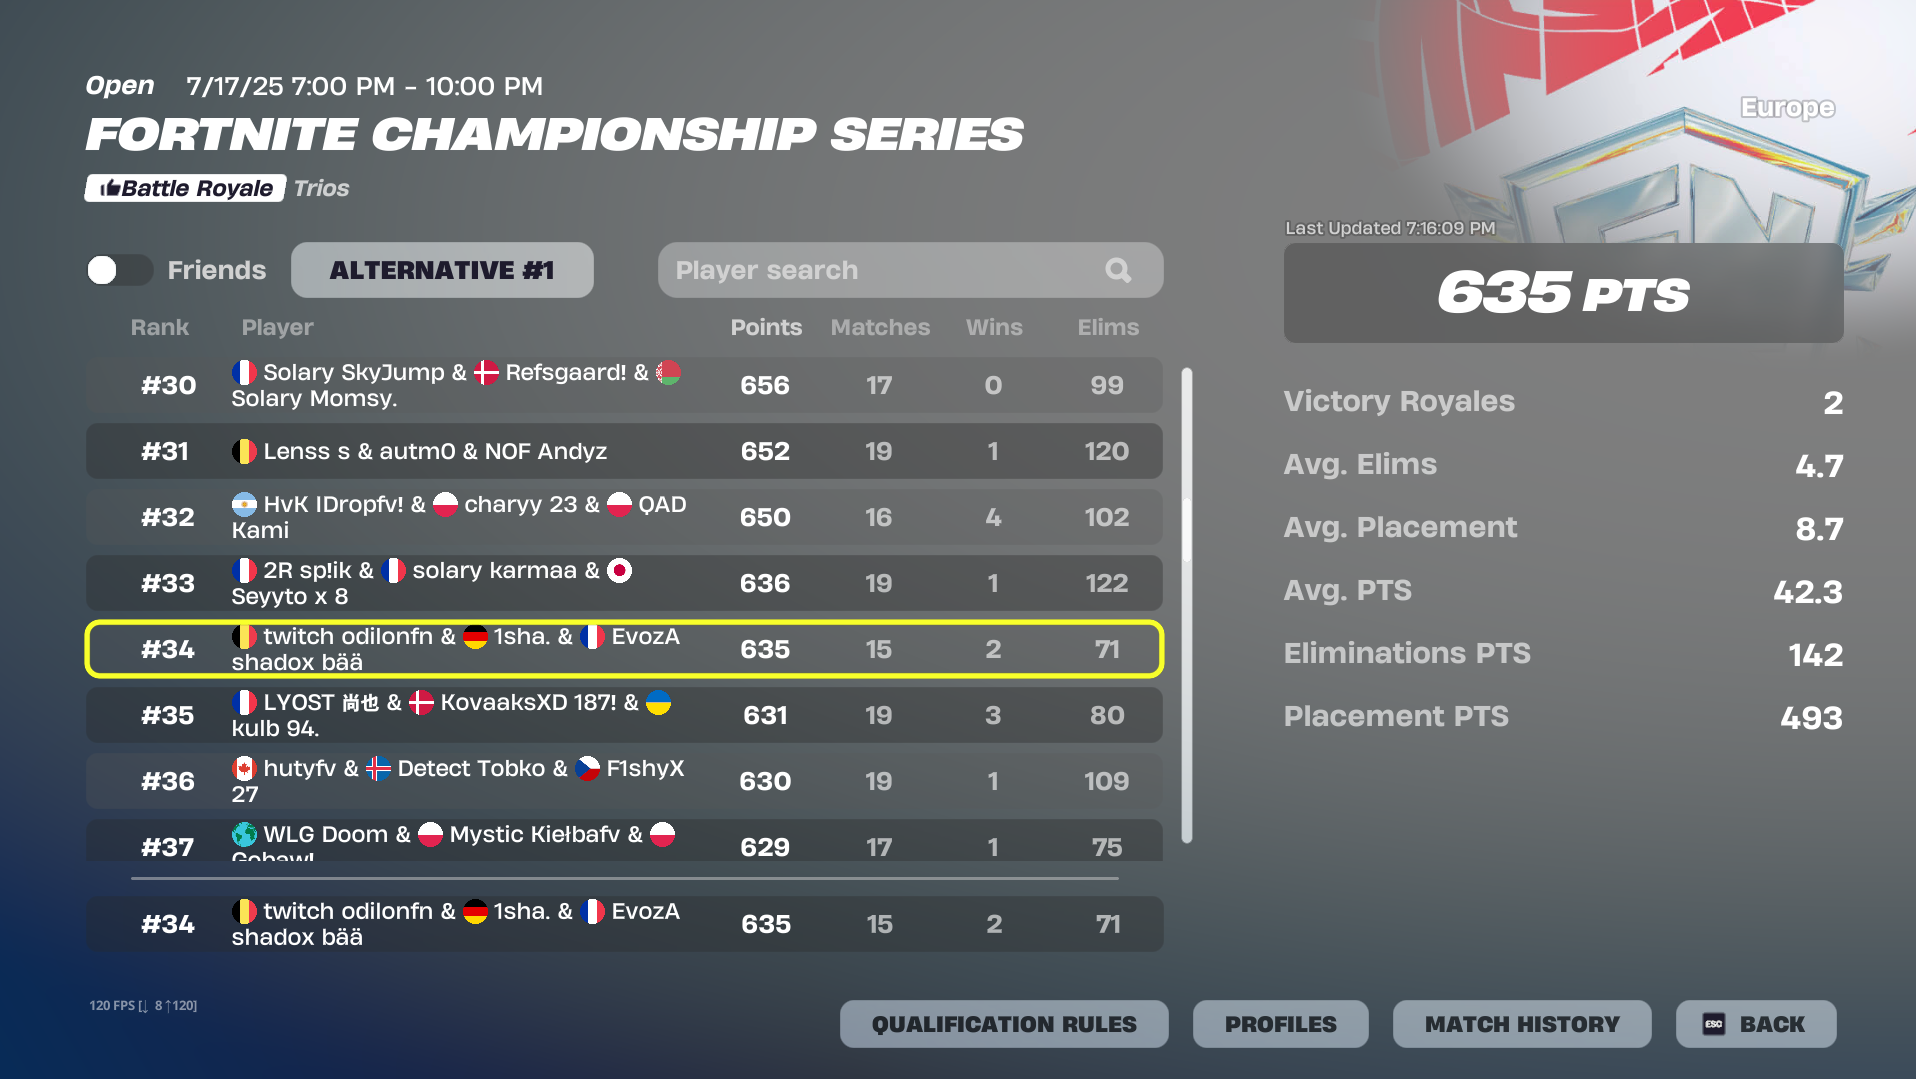 Open 7/17/25 7:00 PM - 10:00 PM
FORTNITE CHAMPIONSHIP SERIES
Battle Royale Trios
Europe
Last Updated 7:16:09 PM
Friends ALTERNATIVE #1 Player search
635 PTS
Rank Player Points Matches Wins Elims
#30 Solary SkyJump & Refsgaard! & 656 17 0 99
Solary Momsy.
#31 Lenss s & autm0 & NOF Andyz 652 19 1 120
#32 HvK lDropfv! & charyy 23 & QAD 650 16 4 102
Kami
#33 2R sp!ik & solary karmaa & 636 19 1 122
Seyyto x 8
#34 twitch odilonfn & 1sha. & EvozA 635 15 2 71
shadox bää
#35 LYOST 尚也 & KovaaksXD 187! & 631 19 3 80
kulb 94.
#36 hutyfv & Detect Tobko & F1shyX 630 19 1 109
27
#37 WLG Doom & Mystic Kiełbafv & 629 17 1 75
#34 twitch odilonfn & 1sha. & EvozA 635 15 2 71
shadox bää
Victory Royales 2
Avg. Elims 4.7
Avg. Placement 8.7
Avg. PTS 42.3
Eliminations PTS 142
Placement PTS 493
120 FPS [↓ 8 ↑120]
QUALIFICATION RULES PROFILES MATCH HISTORY ESC BACK